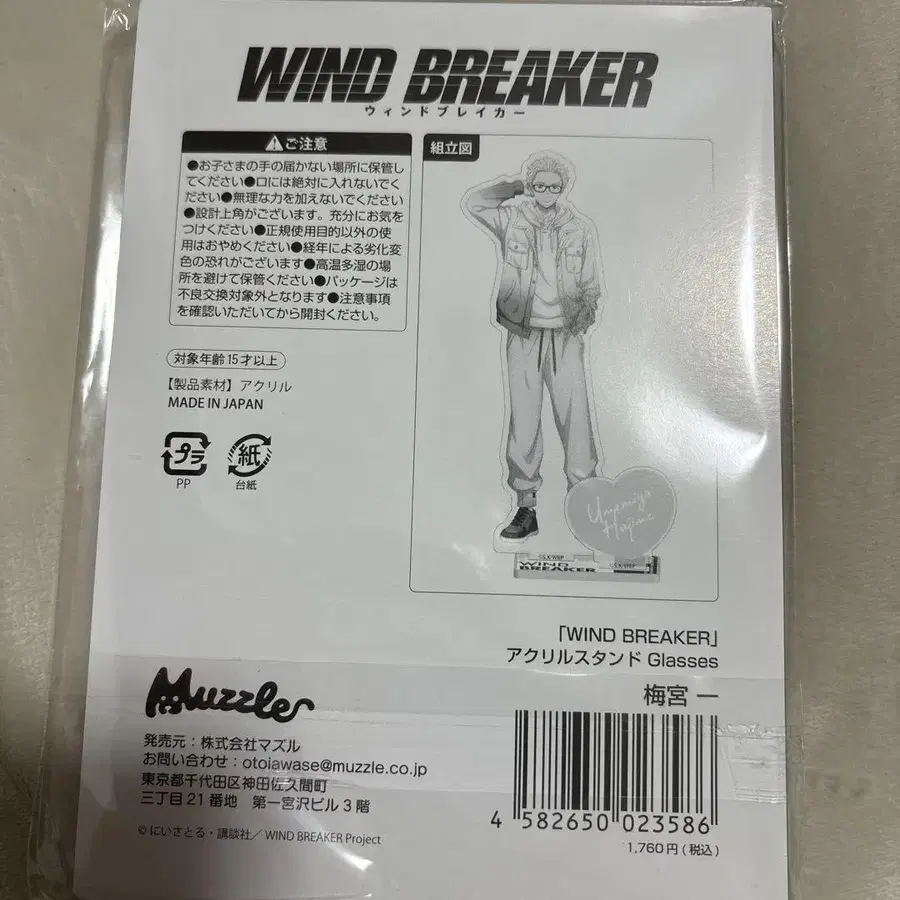 WIND BREAKER
ウィンドブレイカー
⚠ご注意
●お子さまの手の届かない場所に保管し
てください●口には絶対に入れないでく
ださい●無理な力を加えないでください
●設計上角がございます。充分にお気を
つけください●正規使用目的以外の使
用はおやめください●経年による劣化変
色の恐れがございます●高温多湿の場
所を避けて保管ください●パッケージは
不良交換対象外となります●注意事項
を確認いただいてから開封ください。
対象年齢15才以上
【製品素材】アクリル
MADE IN JAPAN
プラ
PP
紙
台紙
組立図
Umemiya
Hajime
©S.K-WBP
WIND
BREAKER
©S.K-WBP
「WIND BREAKER」
アクリルスタンド Glasses
梅宮 一
Muzzle
発売元：株式会社マズル
お問い合わせ：otoiawase@muzzle.co.jp
東京都千代田区神田佐久間町
三丁目21番地 第一宮沢ビル3階
© にいさとる・講談社／WIND BREAKER Project
4 582650 023586
1,760円(税込)